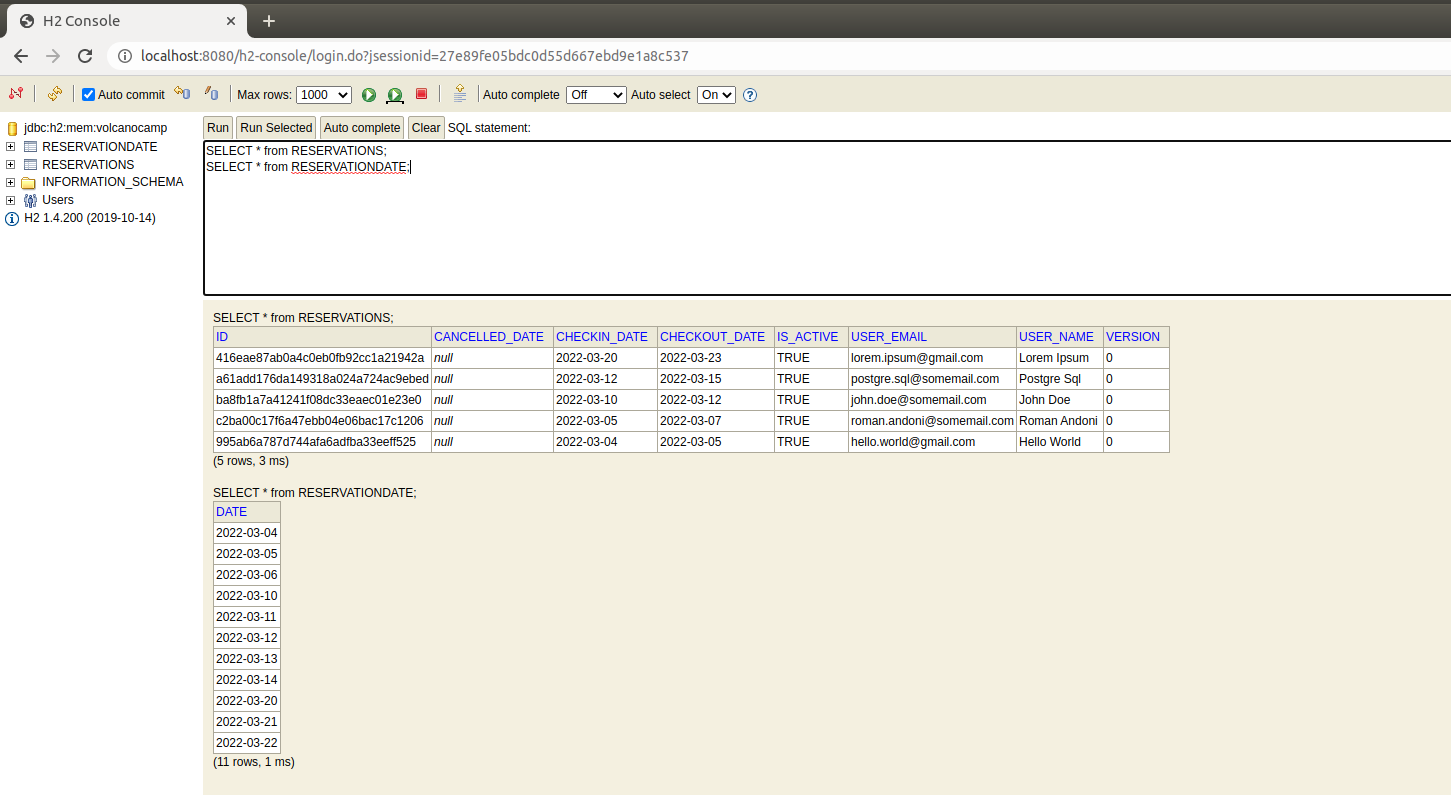 H2 Console
localhost:8080/h2-console/login.do?jsessionid=27e89fe05bdc0d55d667ebd9e1a8c537
Auto commit Max rows: 1000 Auto complete Off Auto select On
jdbc:h2:mem:volcanocamp
RESERVATIONDATE
RESERVATIONS
INFORMATION_SCHEMA
Users
H2 1.4.200 (2019-10-14)
Run Run Selected Auto complete Clear SQL statement:
SELECT * from RESERVATIONS;
SELECT * from RESERVATIONDATE;
SELECT * from RESERVATIONS;
ID CANCELLED_DATE CHECKIN_DATE CHECKOUT_DATE IS_ACTIVE USER_EMAIL USER_NAME VERSION
416eae87ab0a4c0eb0fb92cc1a21942a null 2022-03-20 2022-03-23 TRUE lorem.ipsum@gmail.com Lorem Ipsum 0
a61add176da149318a024a724ac9ebed null 2022-03-12 2022-03-15 TRUE postgre.sql@somemail.com Postgre Sql 0
ba8fb1a7a41241f08dc33eaec01e23e0 null 2022-03-10 2022-03-12 TRUE john.doe@somemail.com John Doe 0
c2ba00c17f6a47ebb04e06bac17c1206 null 2022-03-05 2022-03-07 TRUE roman.andoni@somemail.com Roman Andoni 0
995ab6a787d744afa6adfba33eeff525 null 2022-03-04 2022-03-05 TRUE hello.world@gmail.com Hello World 0
(5 rows, 3 ms)
SELECT * from RESERVATIONDATE;
DATE
2022-03-04
2022-03-05
2022-03-06
2022-03-10
2022-03-11
2022-03-12
2022-03-13
2022-03-14
2022-03-20
2022-03-21
2022-03-22
(11 rows, 1 ms)